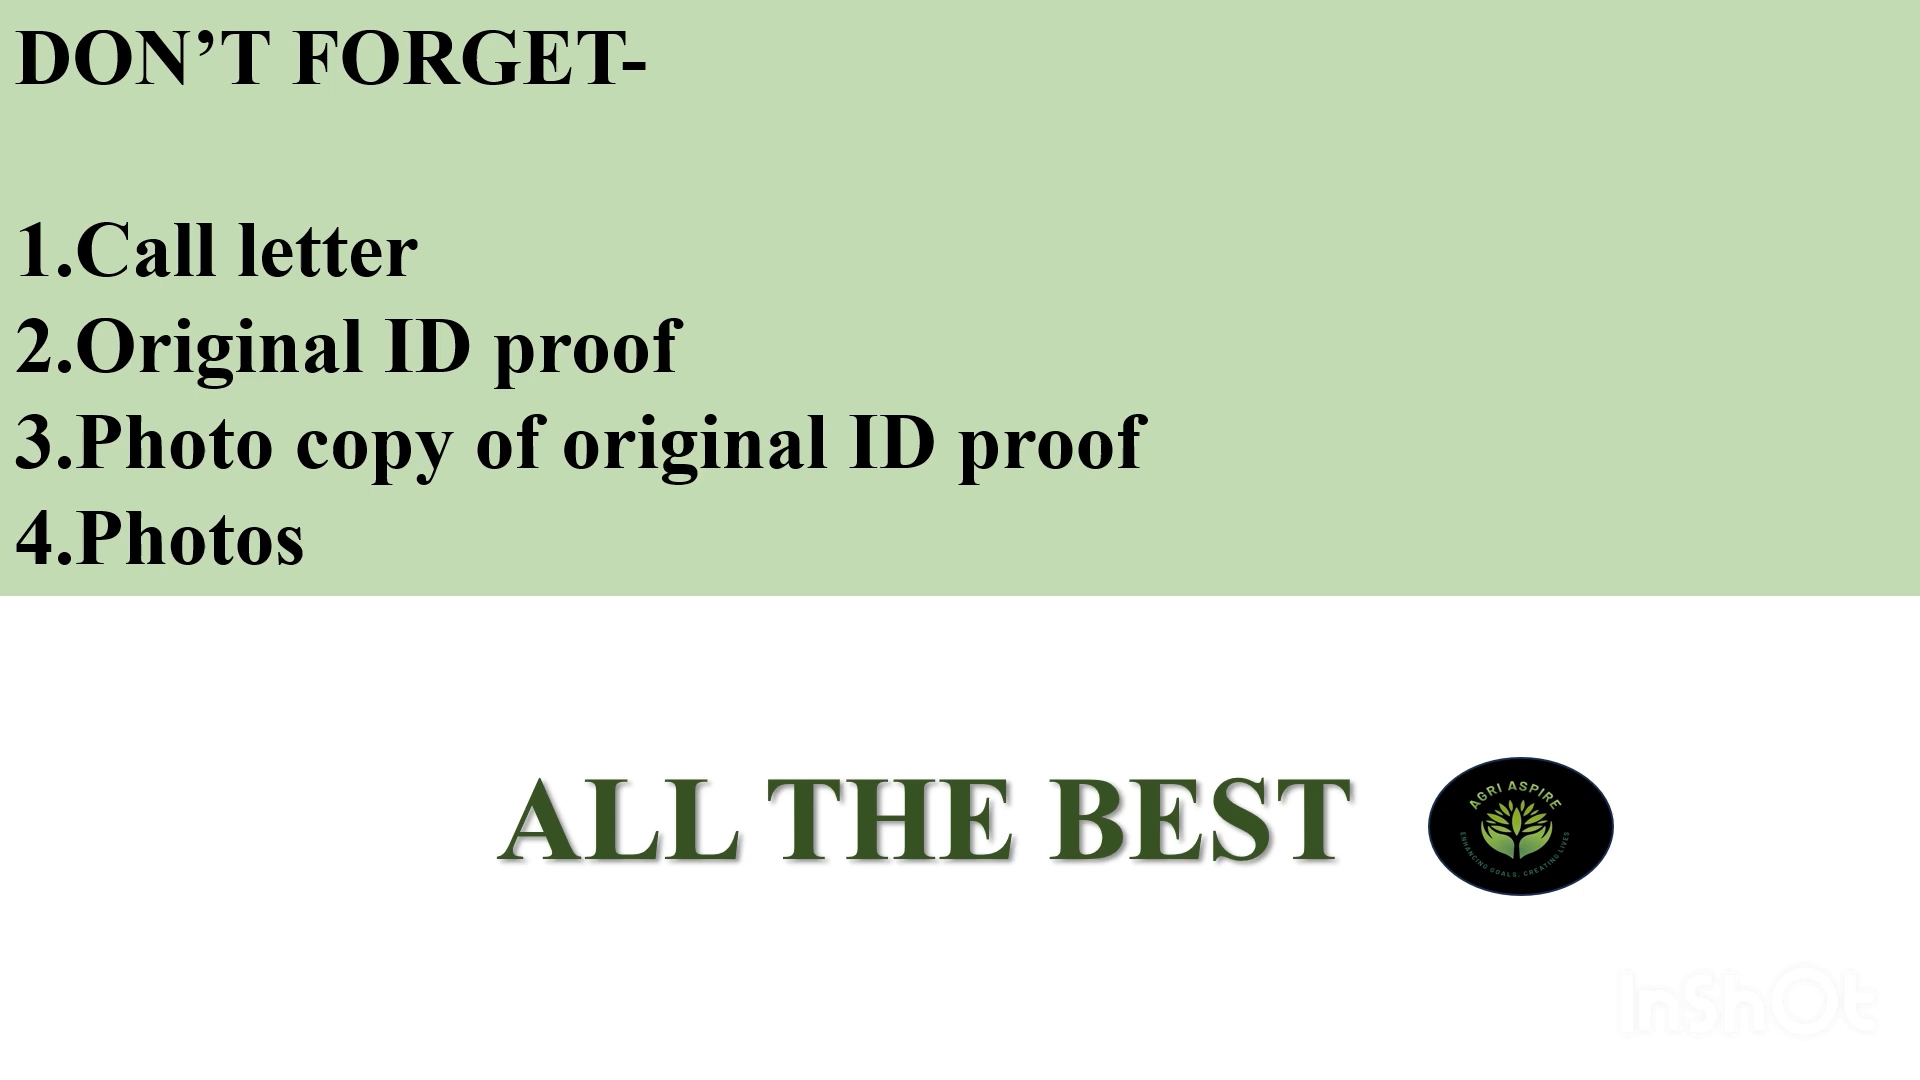 DON’T FORGET-
1.Call letter
2.Original ID proof
3.Photo copy of original ID proof
4.Photos
ALL THE BEST
AGRI ASPIRE
ENHANCING GOALS, CREATING LIVES
InShOt